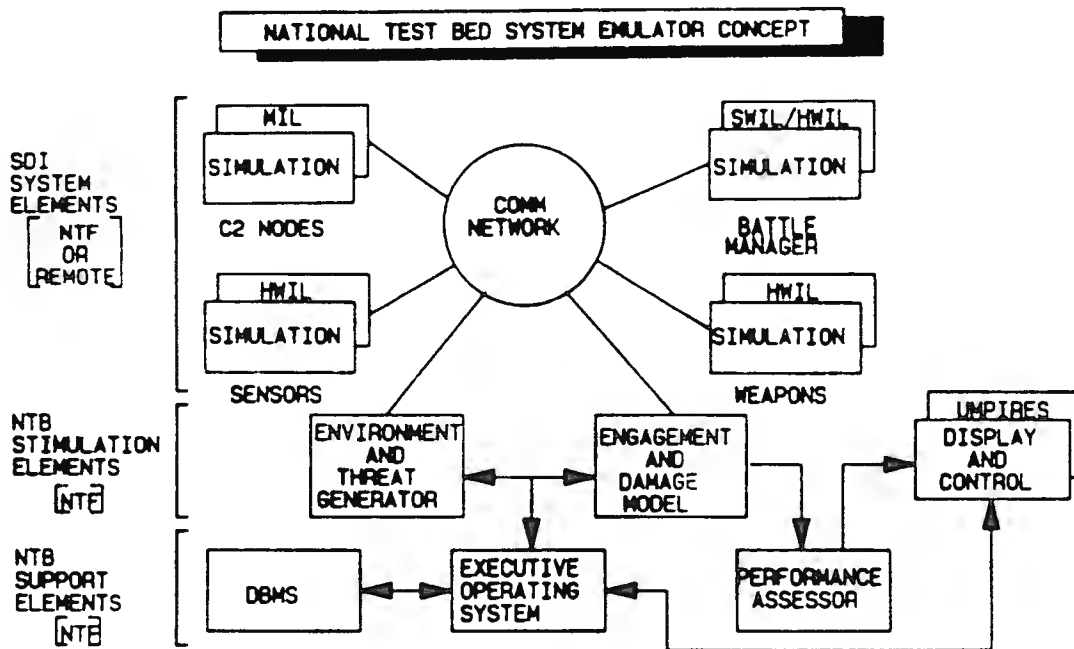 NATIONAL TEST BED SYSTEM EMULATOR CONCEPT
SDI
SYSTEM
ELEMENTS
[NTF
OR
REMOTE]
MIL
SIMULATION
C2 NODES
HWIL
SIMULATION
SENSORS
COMM
NETWORK
SWIL/HWIL
SIMULATION
BATTLE
MANAGER
HWIL
SIMULATION
WEAPONS
NTB
STIMULATION
ELEMENTS
[NTF]
ENVIRONMENT
AND
THREAT
GENERATOR
ENGAGEMENT
AND
DAMAGE
MODEL
UMPIRES
DISPLAY
AND
CONTROL
NTB
SUPPORT
ELEMENTS
[NTF]
DBMS
EXECUTIVE
OPERATING
SYSTEM
PERFORMANCE
ASSESSOR